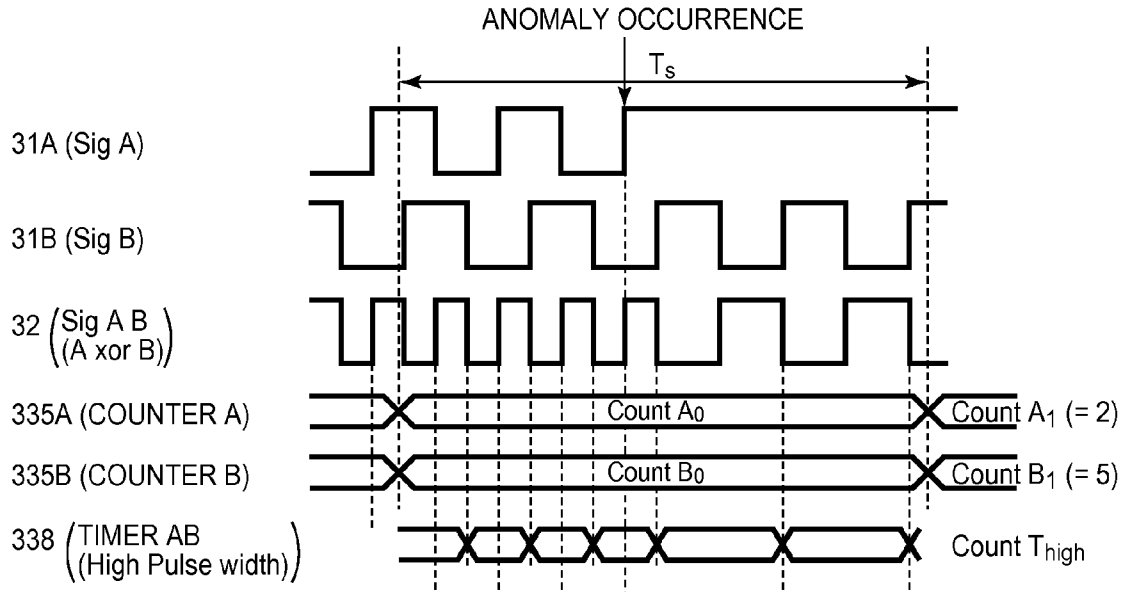 ANOMALY OCCURRENCE
Ts
31A (Sig A)
31B (Sig B)
32 (Sig A B
(A xor B))
335A (COUNTER A)
Count A0
Count A1 (= 2)
335B (COUNTER B)
Count B0
Count B1 (= 5)
338 (TIMER AB
(High Pulse width))
Count Thigh